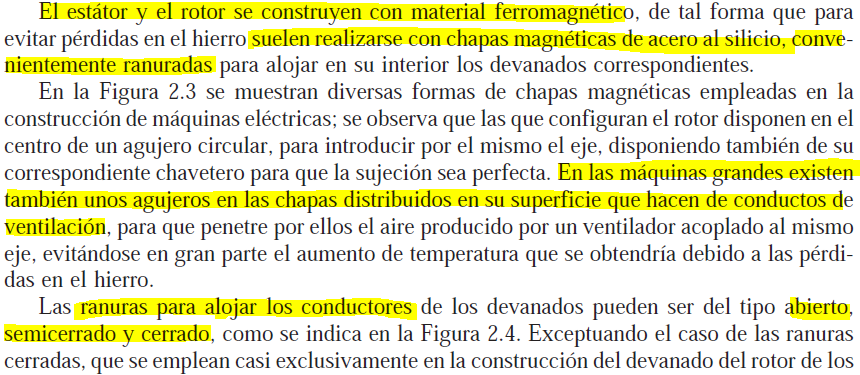 El estátor y el rotor se construyen con material ferromagnético, de tal forma que para
evitar pérdidas en el hierro suelen realizarse con chapas magnéticas de acero al silicio, conve-
nientemente ranuradas para alojar en su interior los devanados correspondientes.
En la Figura 2.3 se muestran diversas formas de chapas magnéticas empleadas en la
construcción de máquinas eléctricas; se observa que las que configuran el rotor disponen en el
centro de un agujero circular, para introducir por el mismo el eje, disponiendo también de su
correspondiente chavetero para que la sujeción sea perfecta. En las máquinas grandes existen
también unos agujeros en las chapas distribuidos en su superficie que hacen de conductos de
ventilación, para que penetre por ellos el aire producido por un ventilador acoplado al mismo
eje, evitándose en gran parte el aumento de temperatura que se obtendría debido a las pérdi-
das en el hierro.
Las ranuras para alojar los conductores de los devanados pueden ser del tipo abierto,
semicerrado y cerrado, como se indica en la Figura 2.4. Exceptuando el caso de las ranuras
cerradas, que se emplean casi exclusivamente en la construcción del devanado del rotor de los